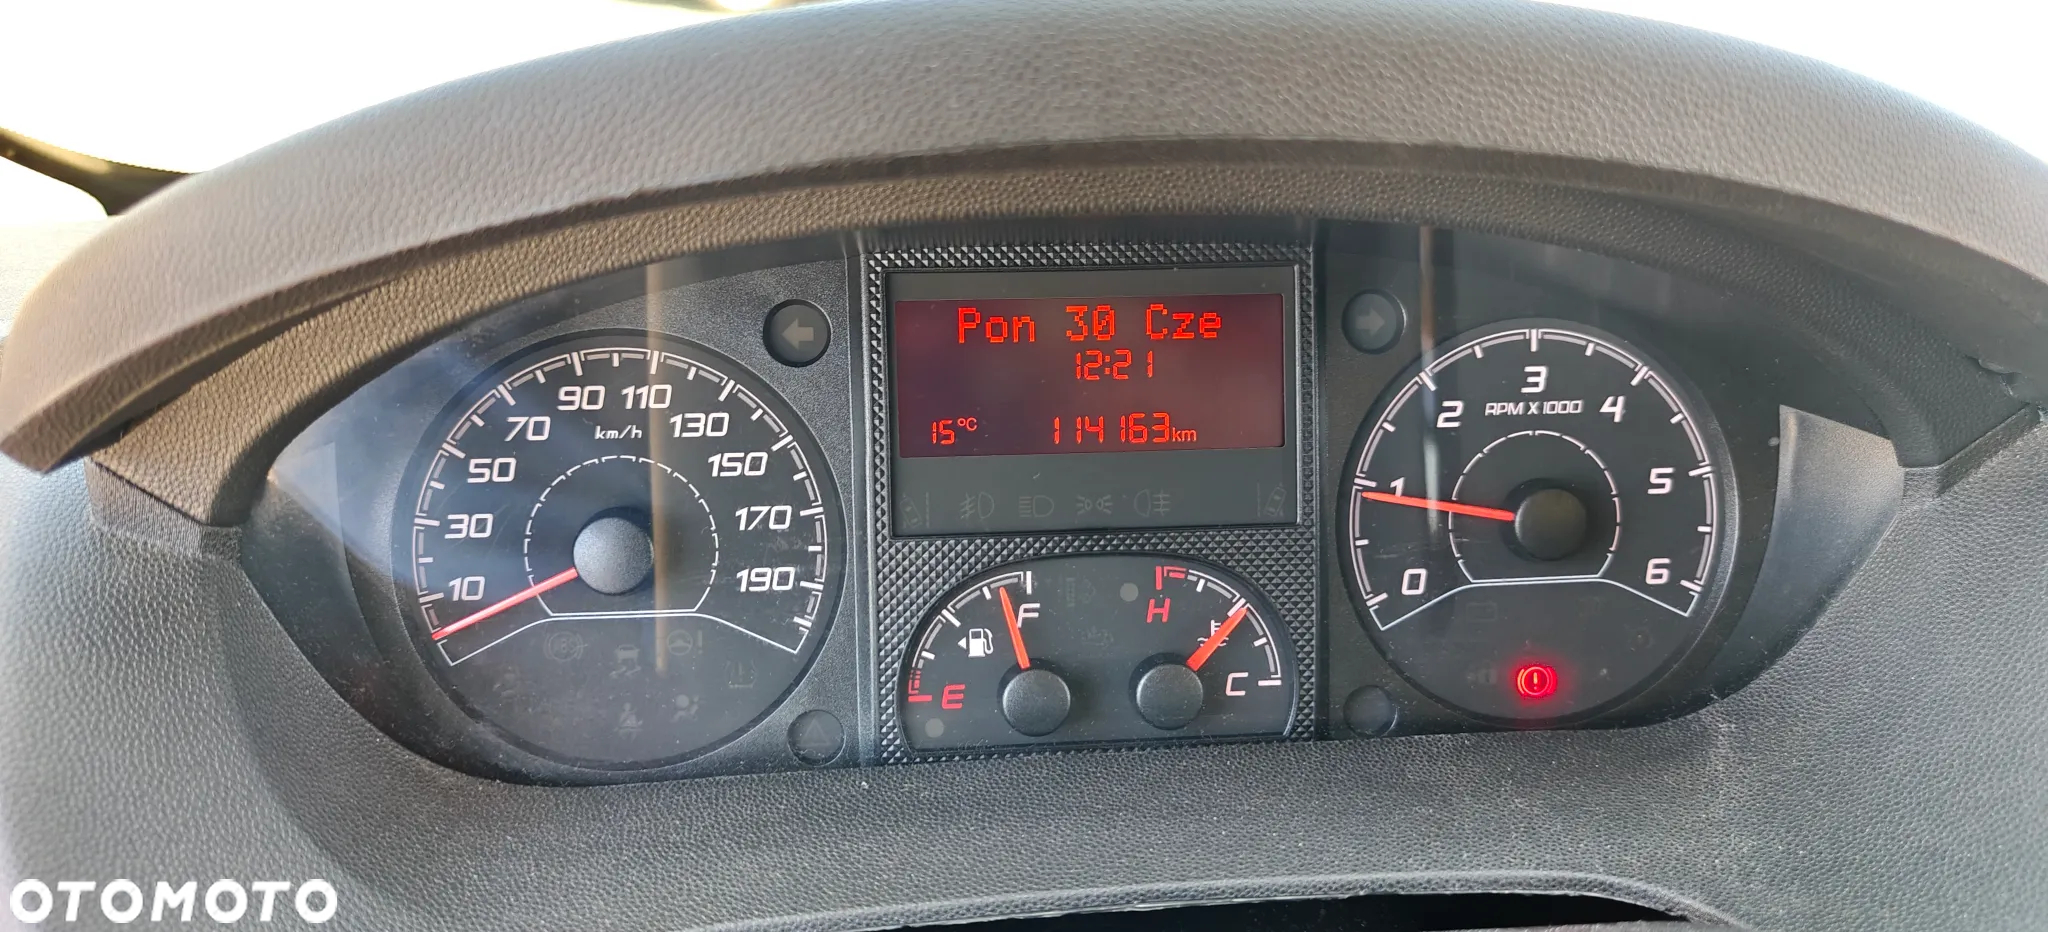 Pon 30 Cze
12:21
15°C 114163km
10 30 50 70 90 110 130 150 170 190
km/h
0 1 2 3 4 5 6
RPM X 1000
E F
H C
OTOMOTO